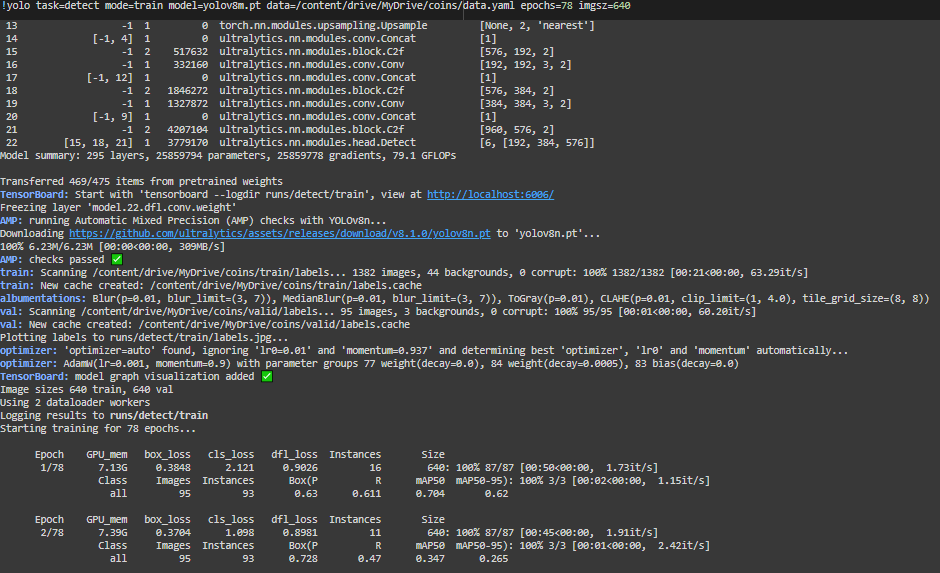 !yolo task=detect mode=train model=yolov8m.pt data=/content/drive/MyDrive/coins/data.yaml epochs=78 imgsz=640
13 -1 1 0 torch.nn.modules.upsampling.Upsample [None, 2, 'nearest']
14 [-1, 4] 1 0 ultralytics.nn.modules.conv.Concat [1]
15 -1 2 517632 ultralytics.nn.modules.block.C2f [576, 192, 2]
16 -1 1 332160 ultralytics.nn.modules.conv.Conv [192, 192, 3, 2]
17 [-1, 12] 1 0 ultralytics.nn.modules.conv.Concat [1]
18 -1 2 1846272 ultralytics.nn.modules.block.C2f [576, 384, 2]
19 -1 1 1327872 ultralytics.nn.modules.conv.Conv [384, 384, 3, 2]
20 [-1, 9] 1 0 ultralytics.nn.modules.conv.Concat [1]
21 -1 2 4207104 ultralytics.nn.modules.block.C2f [960, 576, 2]
22 [15, 18, 21] 1 3779170 ultralytics.nn.modules.head.Detect [6, [192, 384, 576]]
Model summary: 295 layers, 25859794 parameters, 25859778 gradients, 79.1 GFLOPs
Transferred 469/475 items from pretrained weights
TensorBoard: Start with 'tensorboard --logdir runs/detect/train', view at http://localhost:6006/
Freezing layer 'model.22.dfl.conv.weight'
AMP: running Automatic Mixed Precision (AMP) checks with YOLOv8n...
Downloading https://github.com/ultralytics/assets/releases/download/v8.1.0/yolov8n.pt to 'yolov8n.pt'...
100% 6.23M/6.23M [00:00<00:00, 309MB/s]
AMP: checks passed ✅
train: Scanning /content/drive/MyDrive/coins/train/labels... 1382 images, 44 backgrounds, 0 corrupt: 100% 1382/1382 [00:21<00:00, 63.29it/s]
train: New cache created: /content/drive/MyDrive/coins/train/labels.cache
albumentations: Blur(p=0.01, blur_limit=(3, 7)), MedianBlur(p=0.01, blur_limit=(3, 7)), ToGray(p=0.01), CLAHE(p=0.01, clip_limit=(1, 4.0), tile_grid_size=(8, 8))
val: Scanning /content/drive/MyDrive/coins/valid/labels... 95 images, 3 backgrounds, 0 corrupt: 100% 95/95 [00:01<00:00, 60.20it/s]
val: New cache created: /content/drive/MyDrive/coins/valid/labels.cache
Plotting labels to runs/detect/train/labels.jpg...
optimizer: 'optimizer=auto' found, ignoring 'lr0=0.01' and 'momentum=0.937' and determining best 'optimizer', 'lr0' and 'momentum' automatically...
optimizer: AdamW(lr=0.001, momentum=0.9) with parameter groups 77 weight(decay=0.0), 84 weight(decay=0.0005), 83 bias(decay=0.0)
TensorBoard: model graph visualization added ✅
Image sizes 640 train, 640 val
Using 2 dataloader workers
Logging results to runs/detect/train
Starting training for 78 epochs...
Epoch GPU_mem box_loss cls_loss dfl_loss Instances Size
1/78 7.13G 0.3848 2.121 0.9026 16 640: 100% 87/87 [00:50<00:00, 1.73it/s]
Class Images Instances Box(P R mAP50 mAP50-95): 100% 3/3 [00:02<00:00, 1.15it/s]
all 95 93 0.63 0.611 0.704 0.62
Epoch GPU_mem box_loss cls_loss dfl_loss Instances Size
2/78 7.39G 0.3704 1.098 0.8981 11 640: 100% 87/87 [00:45<00:00, 1.91it/s]
Class Images Instances Box(P R mAP50 mAP50-95): 100% 3/3 [00:01<00:00, 2.42it/s]
all 95 93 0.728 0.47 0.347 0.265